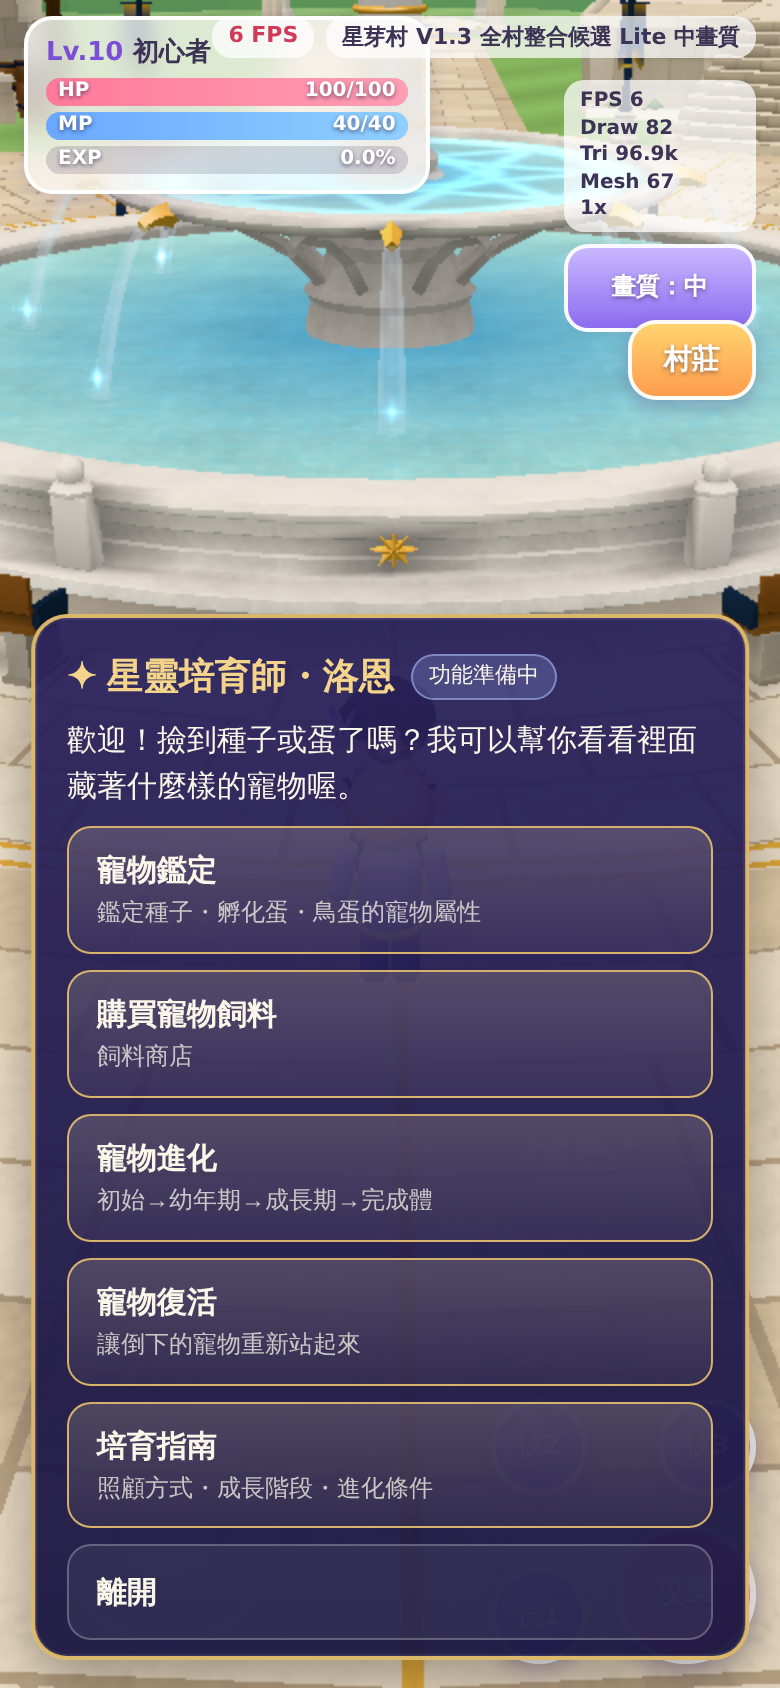 Lv.10 初心者
6 FPS
星芽村 V1.3 全村整合候選 Lite 中畫質
HP 100/100
MP 40/40
EXP 0.0%
FPS 6
Draw 82
Tri 96.9k
Mesh 67
1x
畫質：中
村莊
✦ 星靈培育師・洛恩 功能準備中
歡迎！撿到種子或蛋了嗎？我可以幫你看看裡面
藏著什麼樣的寵物喔。
寵物鑑定
鑑定種子・孵化蛋・鳥蛋的寵物屬性
購買寵物飼料
飼料商店
寵物進化
初始→幼年期→成長期→完成體
寵物復活
讓倒下的寵物重新站起來
培育指南
照顧方式・成長階段・進化條件
技2
技3
離開
技1
攻擊